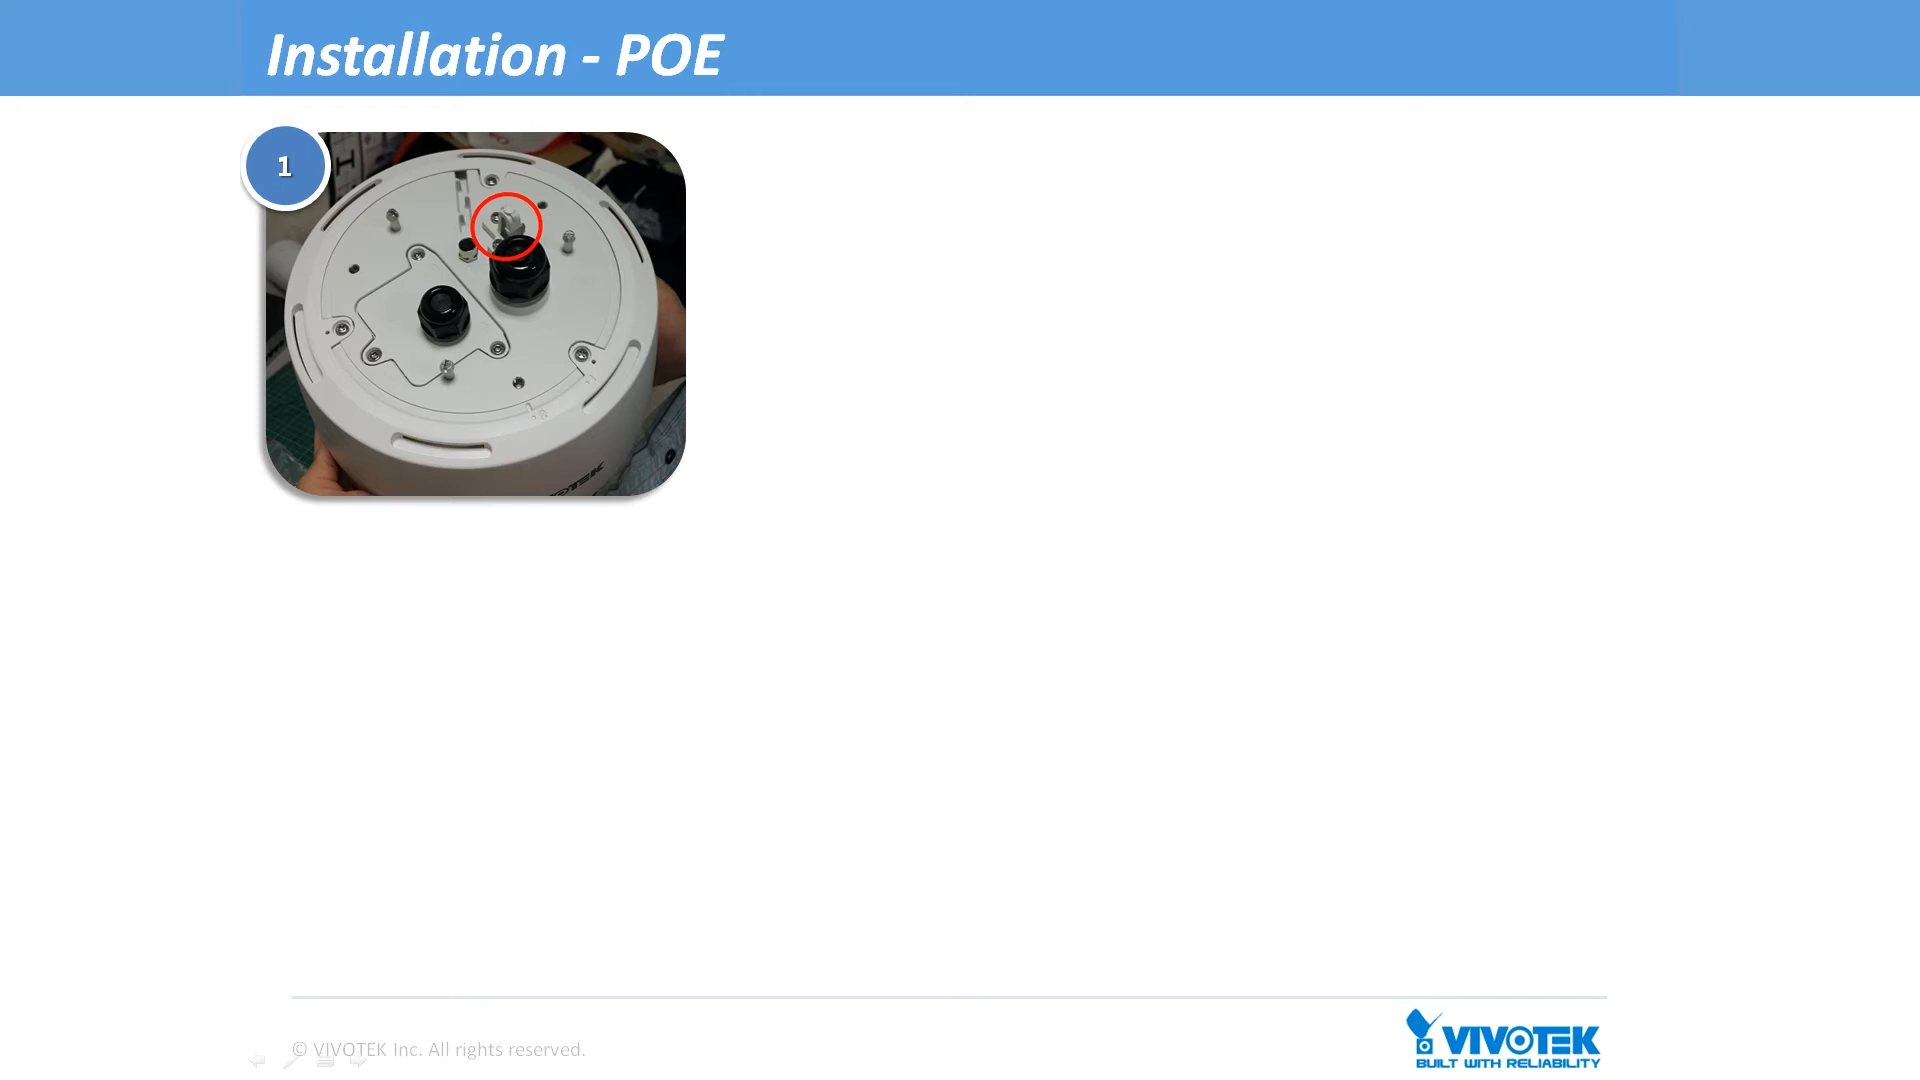 Installation - POE
1
© VIVOTEK Inc. All rights reserved.
VIVOTEK
BUILT WITH RELIABILITY